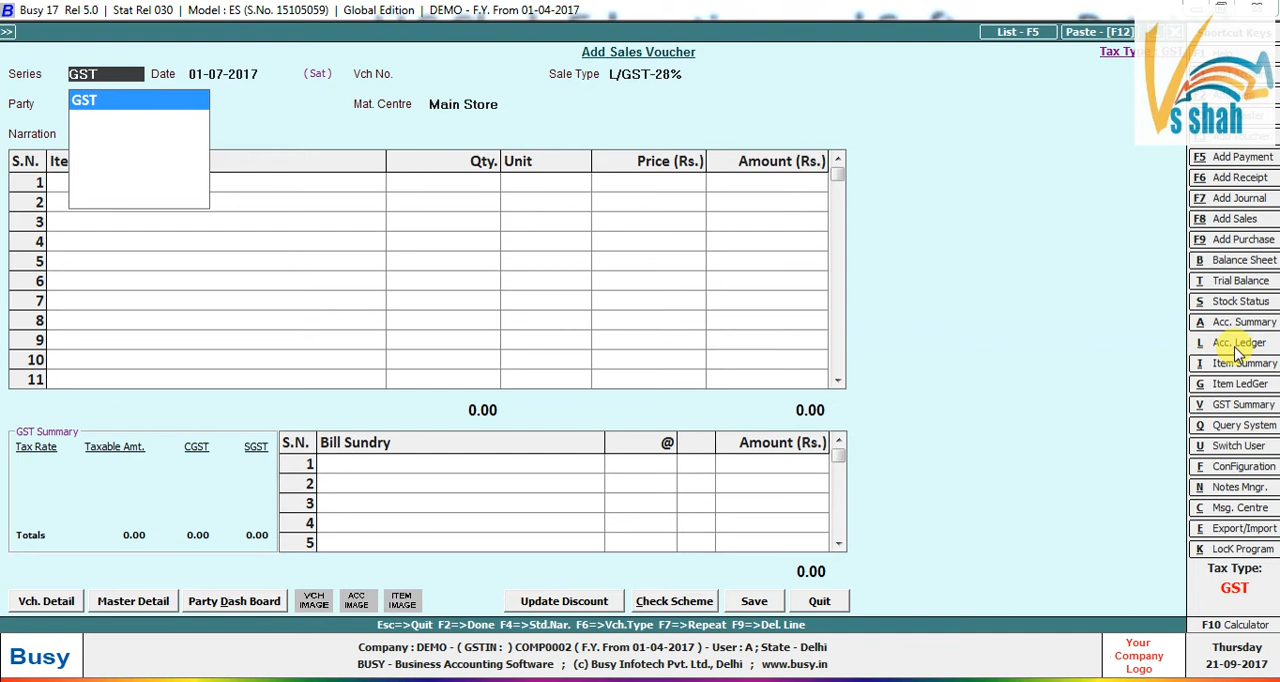 Busy 17 Rel 5.0 | Stat Rel 030 | Model : ES (S.No. 15105059) | Global Edition | DEMO - F.Y. From 01-04-2017
>> List - F5 Paste - [F12]
Add Sales Voucher
Tax Type: GST
Series GST Date 01-07-2017 (Sat) Vch No. Sale Type L/GST-28%
GST
Party Mat. Centre Main Store
Narration
S.N. Ite Qty. Unit Price (Rs.) Amount (Rs.)
1
2
3
4
5
6
7
8
9
10
11
0.00 0.00
GST Summary
Tax Rate Taxable Amt. CGST SGST
Totals 0.00 0.00 0.00
S.N. Bill Sundry @ Amount (Rs.)
1
2
3
4
5
0.00
Vch. Detail Master Detail Party Dash Board VCH IMAGE ACC IMAGE ITEM IMAGE Update Discount Check Scheme Save Quit
Esc=>Quit F2=>Done F4=>Std.Nar. F6=>Vch.Type F7=>Repeat F9=>Del. Line
Shortcut Keys
Vs shah
F5 Add Payment
F6 Add Receipt
F7 Add Journal
F8 Add Sales
F9 Add Purchase
B Balance Sheet
T Trial Balance
S Stock Status
A Acc. Summary
L Acc. Ledger
I Item Summary
G Item LedGer
V GST Summary
Q Query System
U Switch User
F ConFiguration
N Notes Mngr.
C Msg. Centre
E Export/Import
K LocK Program
Tax Type:
GST
F10 Calculator
Busy
Company : DEMO - ( GSTIN : ) COMP0002 ( F.Y. From 01-04-2017 ) - User : A ; State - Delhi
BUSY - Business Accounting Software ; (c) Busy Infotech Pvt. Ltd., Delhi ; www.busy.in
Your
Company
Logo
Thursday
21-09-2017